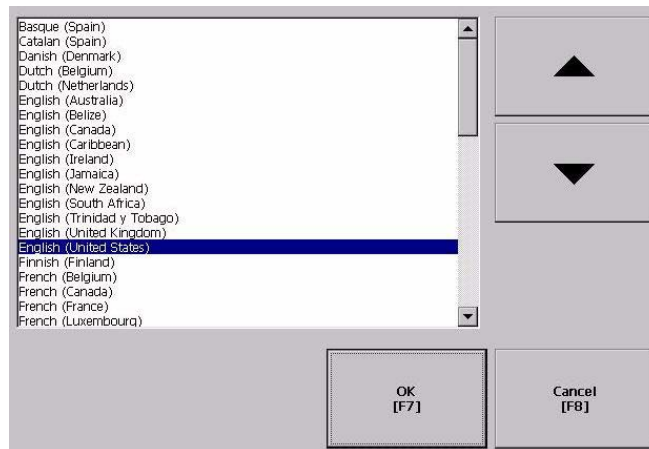 Basque (Spain)
Catalan (Spain)
Danish (Denmark)
Dutch (Belgium)
Dutch (Netherlands)
English (Australia)
English (Belize)
English (Canada)
English (Caribbean)
English (Ireland)
English (Jamaica)
English (New Zealand)
English (South Africa)
English (Trinidad y Tobago)
English (United Kingdom)
English (United States)
Finnish (Finland)
French (Belgium)
French (Canada)
French (France)
French (Luxembourg)
OK
[F7]
Cancel
[F8]